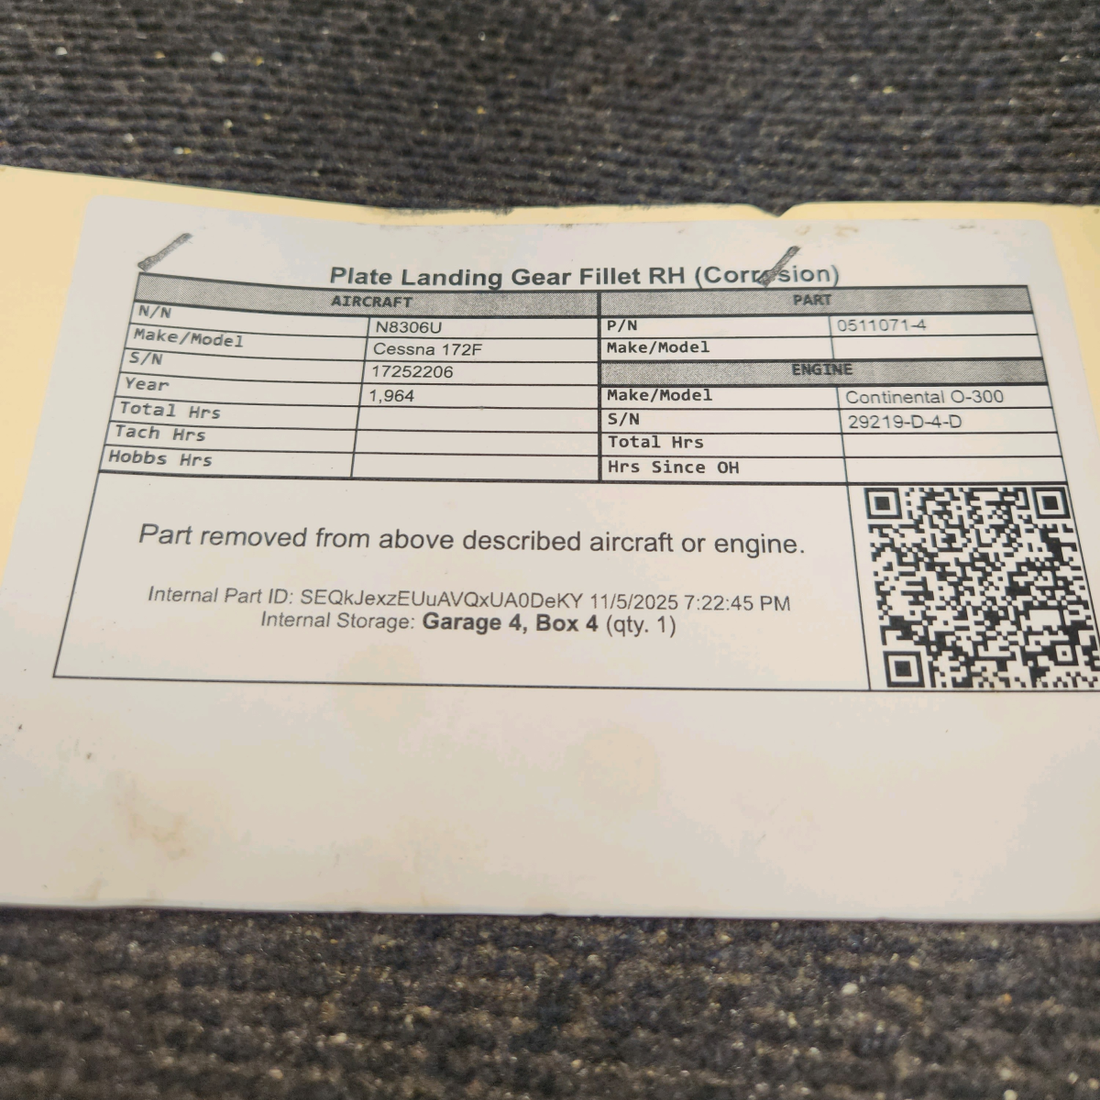 Plate Landing Gear Fillet RH (Corrosion)
AIRCRAFT
N/N N8306U
Make/Model Cessna 172F
S/N 17252206
Year 1,964
Total Hrs
Tach Hrs
Hobbs Hrs
PART
P/N 0511071-4
Make/Model
ENGINE
Make/Model Continental O-300
S/N 29219-D-4-D
Total Hrs
Hrs Since OH
Part removed from above described aircraft or engine.
Internal Part ID: SEQkJexzEUuAVQxUA0DeKY 11/5/2025 7:22:45 PM
Internal Storage: Garage 4, Box 4 (qty. 1)